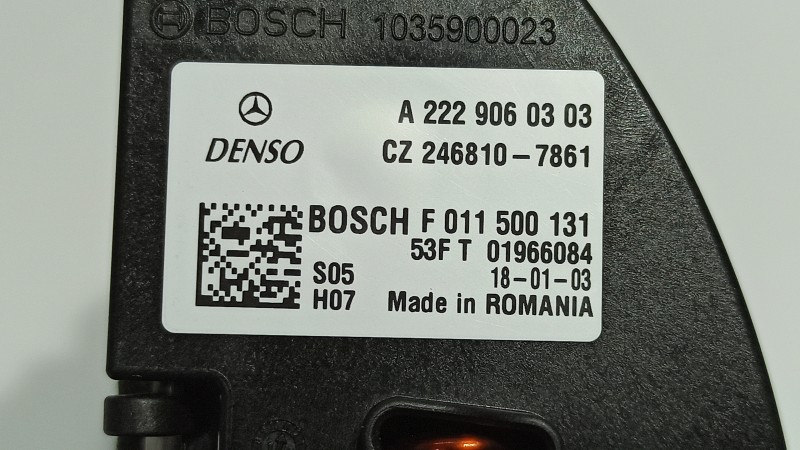 BOSCH 1035900023
A 222 906 03 03
DENSO CZ 246810-7861
BOSCH F 011 500 131
53F T 01966084
S05 18-01-03
H07 Made in ROMANIA